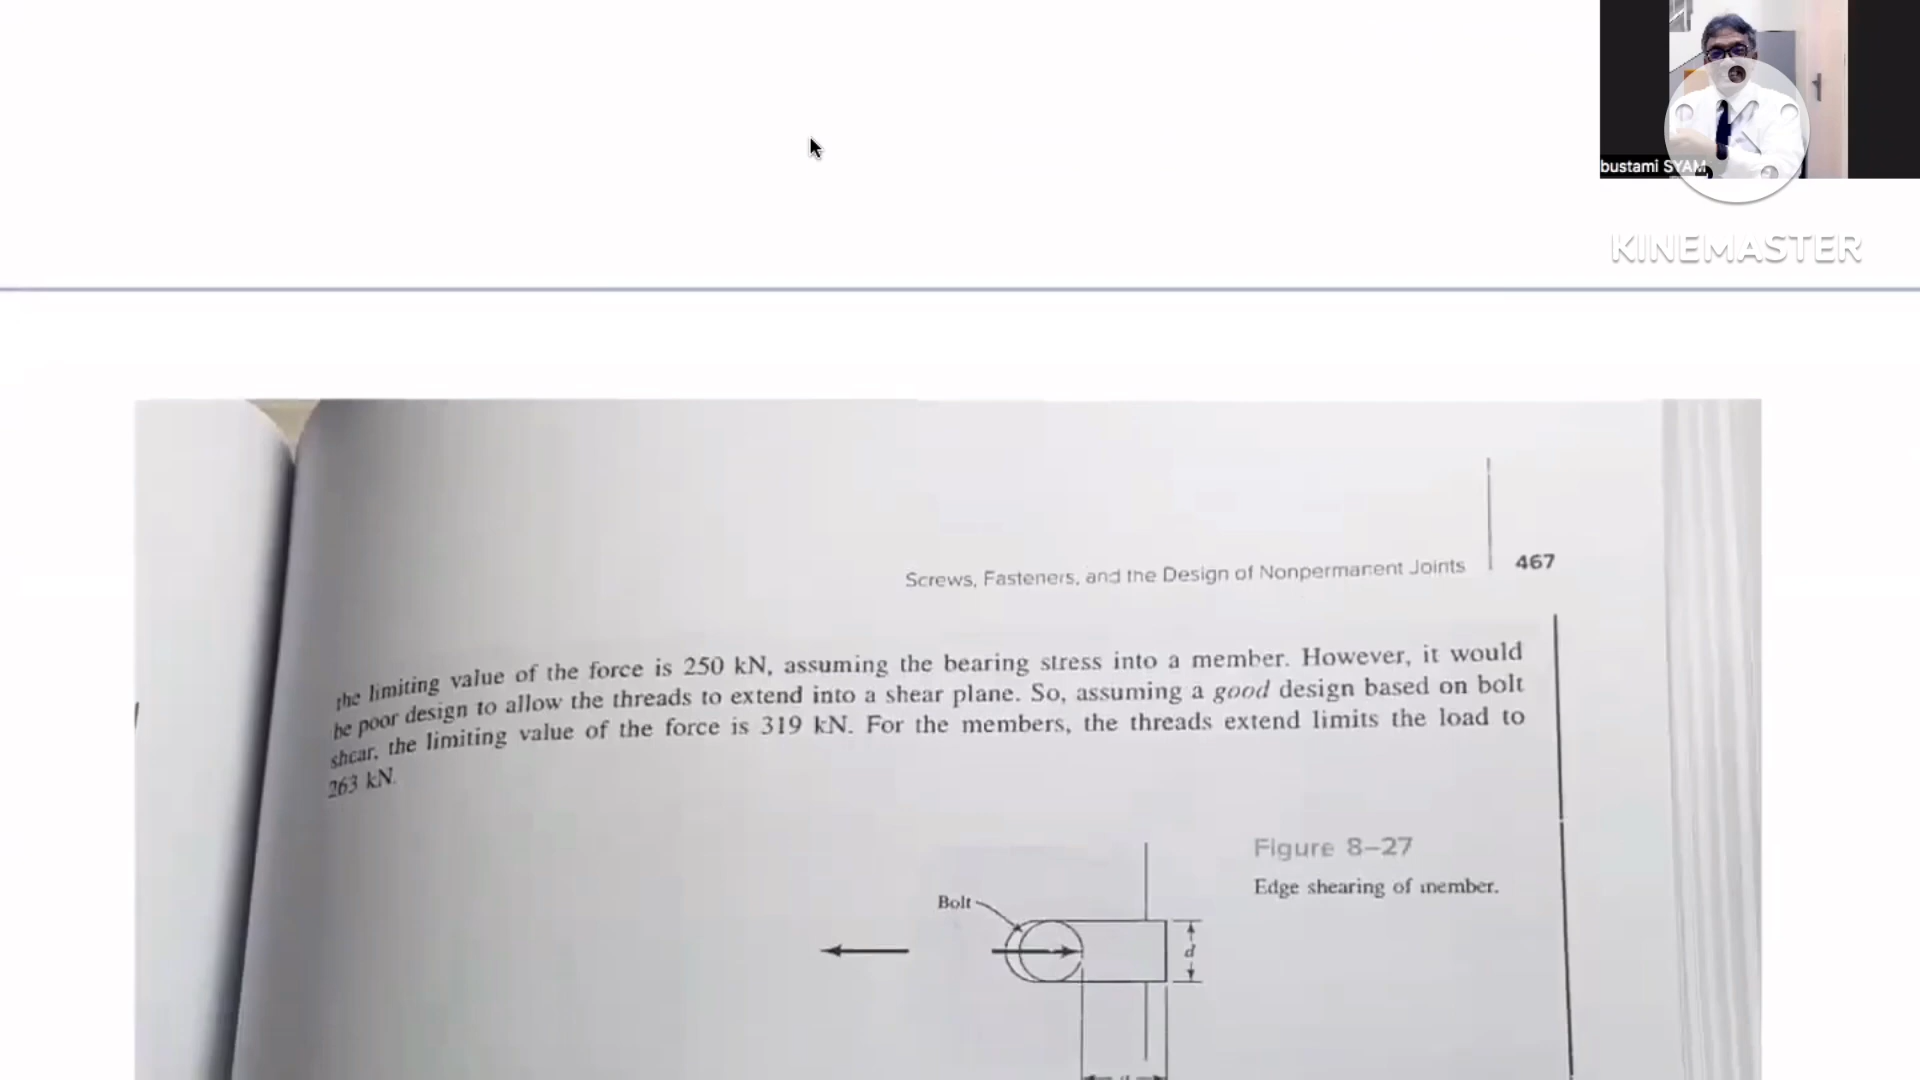 bustami SYAM
KINEMASTER
Screws, Fasteners, and the Design of Nonpermanent Joints 467
the limiting value of the force is 250 kN, assuming the bearing stress into a member. However, it would
be poor design to allow the threads to extend into a shear plane. So, assuming a good design based on bolt
shear, the limiting value of the force is 319 kN. For the members, the threads extend limits the load to
263 kN.
Figure 8–27
Edge shearing of member.
Bolt
d